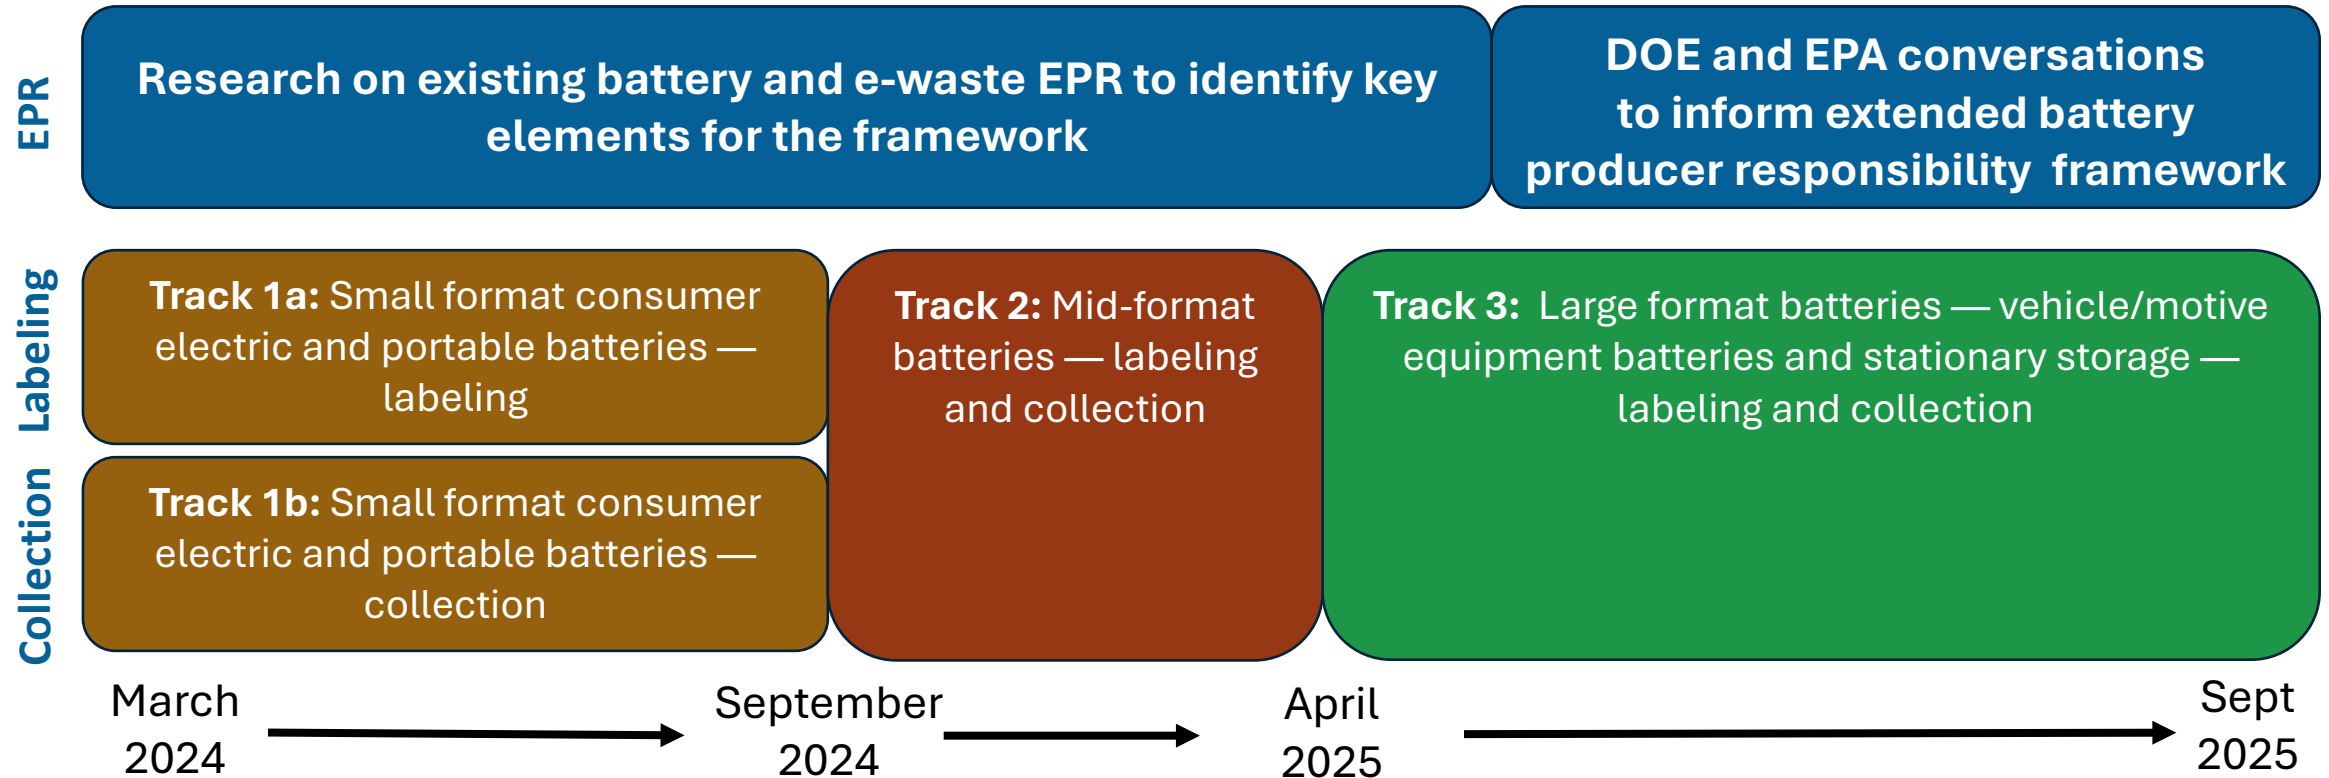 EPR
Research on existing battery and e-waste EPR to identify key
elements for the framework
DOE and EPA conversations
to inform extended battery
producer responsibility  framework
Labeling
Track 1a: Small format consumer
electric and portable batteries —
labeling
Track 2: Mid-format
batteries — labeling
and collection
Track 3:  Large format batteries — vehicle/motive
equipment batteries and stationary storage —
labeling and collection
Collection
Track 1b: Small format consumer
electric and portable batteries —
collection
March
2024
September
2024
April
2025
Sept
2025